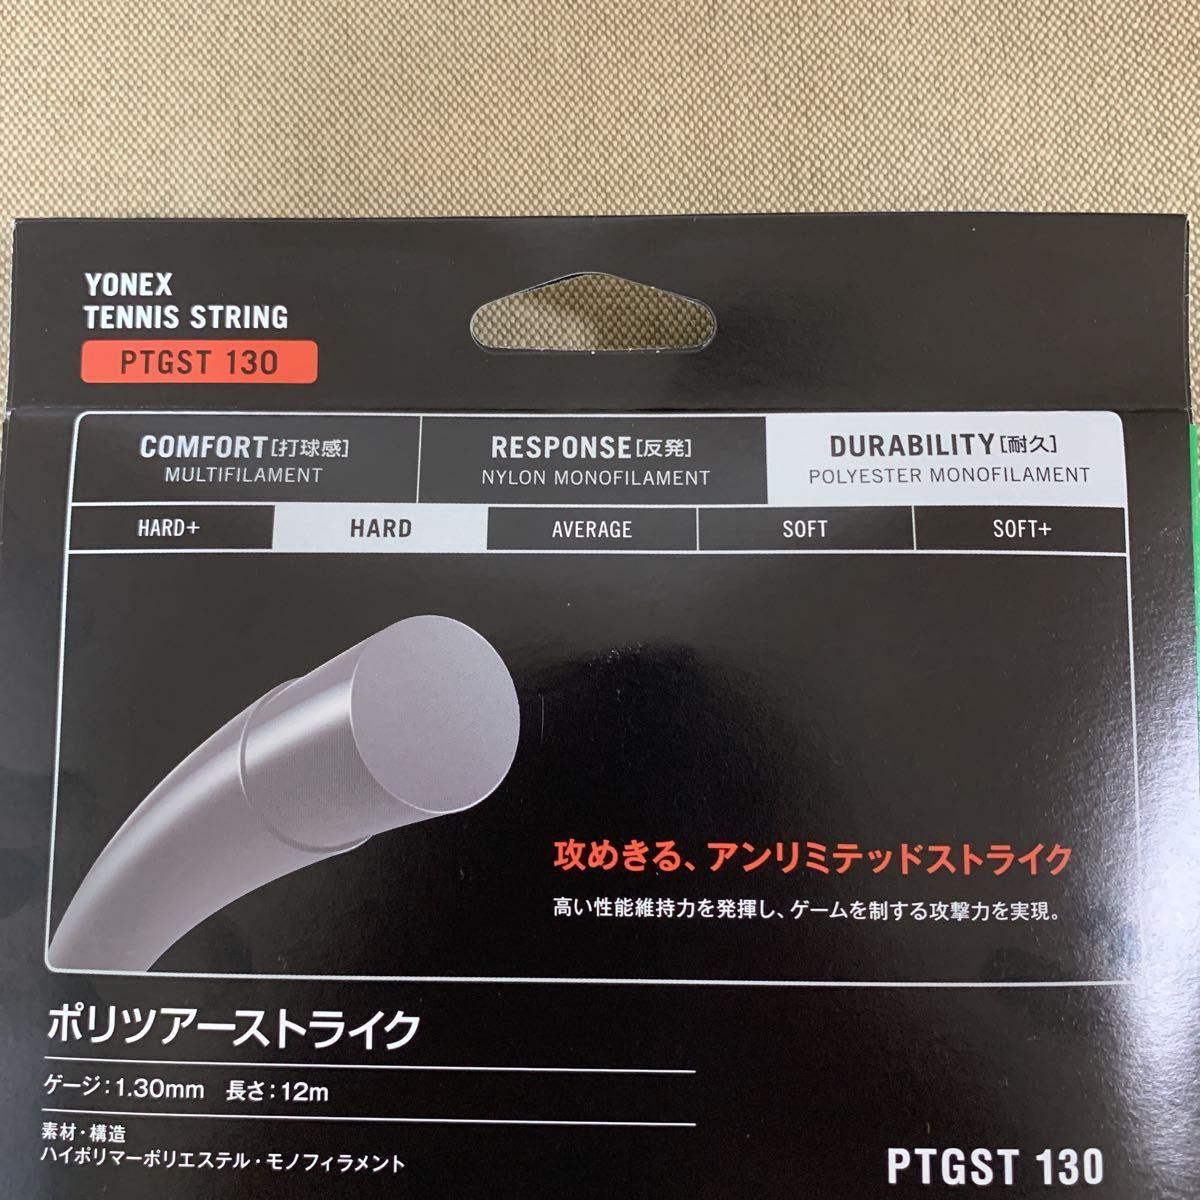 YONEX
TENNIS STRING
PTGST 130
COMFORT[打球感]
MULTIFILAMENT
RESPONSE[反発]
NYLON MONOFILAMENT
DURABILITY[耐久]
POLYESTER MONOFILAMENT
HARD+ HARD AVERAGE SOFT SOFT+
攻めきる、アンリミテッドストライク
高い性能維持力を発揮し、ゲームを制する攻撃力を実現。
ポリツアーストライク
ゲージ:1.30mm 長さ:12m
素材・構造
ハイポリマーポリエステル・モノフィラメント
PTGST 130